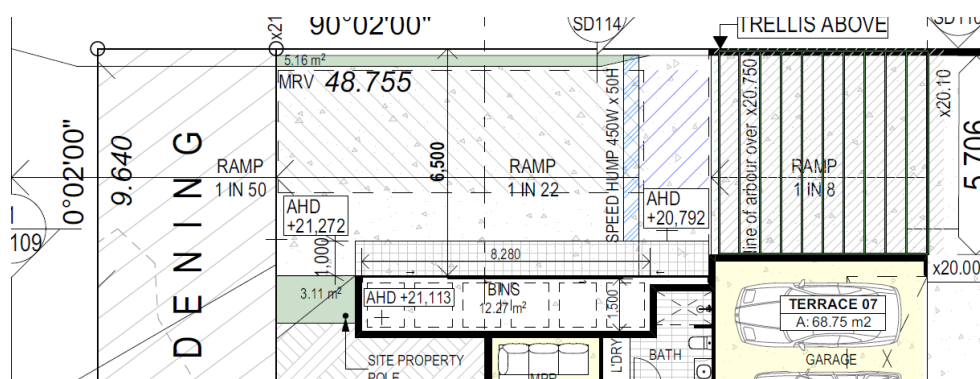 90°02'00"
SD114
TRELLIS ABOVE
x21
5.16 m²
MRV 48.755
0°02'00"
9.640
DENING
RAMP
1 IN 50
6,500
RAMP
1 IN 22
SPEED HUMP 450W x 50H
line of arbour over x20.750
RAMP
1 IN 8
x20.10
5.706
AHD
+21,272
AHD
+20,792
109
1,000
8.280
x20.00
3.11 m²
AHD +21,113
BINS
12.27 m²
1,500
TERRACE 07
A: 68.75 m2
SITE PROPERTY
POLE
L'DRY
BATH
GARAGE